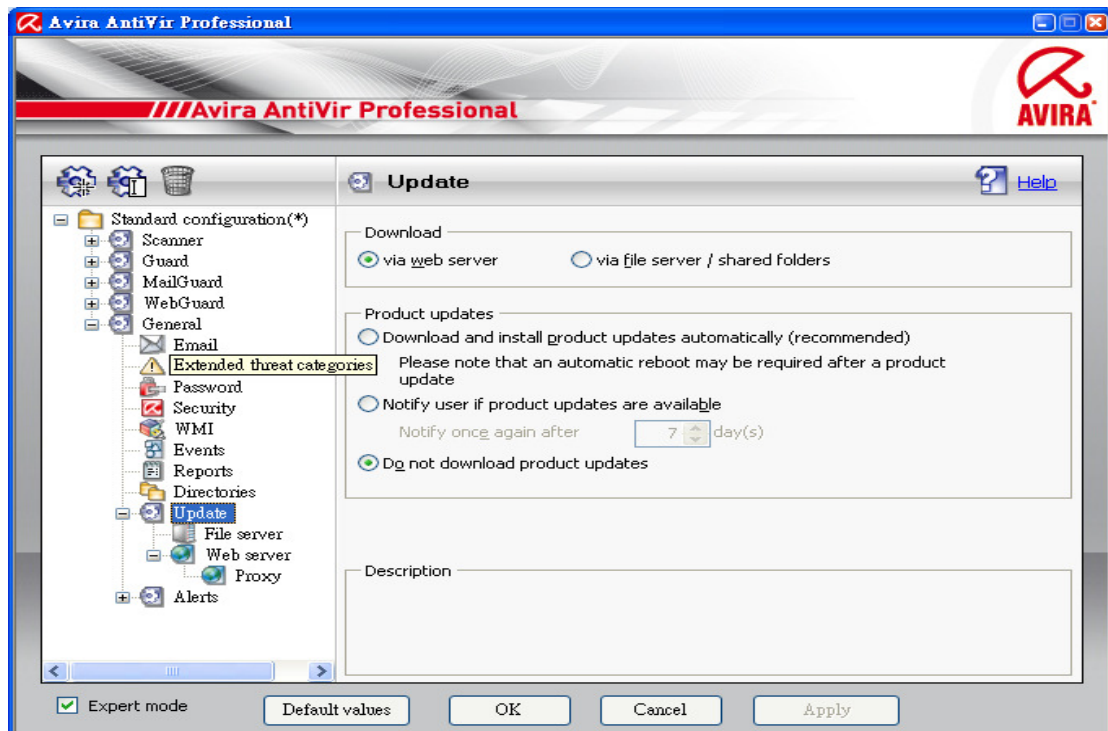 Avira AntiVir Professional
////Avira AntiVir Professional
AVIRA
Update
Help
Standard configuration(*)
Scanner
Guard
MailGuard
WebGuard
General
Email
Extended threat categories
Password
Security
WMI
Events
Reports
Directories
Update
File server
Web server
Proxy
Alerts
Download
via web server
via file server / shared folders
Product updates
Download and install product updates automatically (recommended)
Please note that an automatic reboot may be required after a product
update
Notify user if product updates are available
Notify once again after 7 day(s)
Do not download product updates
Description
Expert mode
Default values
OK
Cancel
Apply